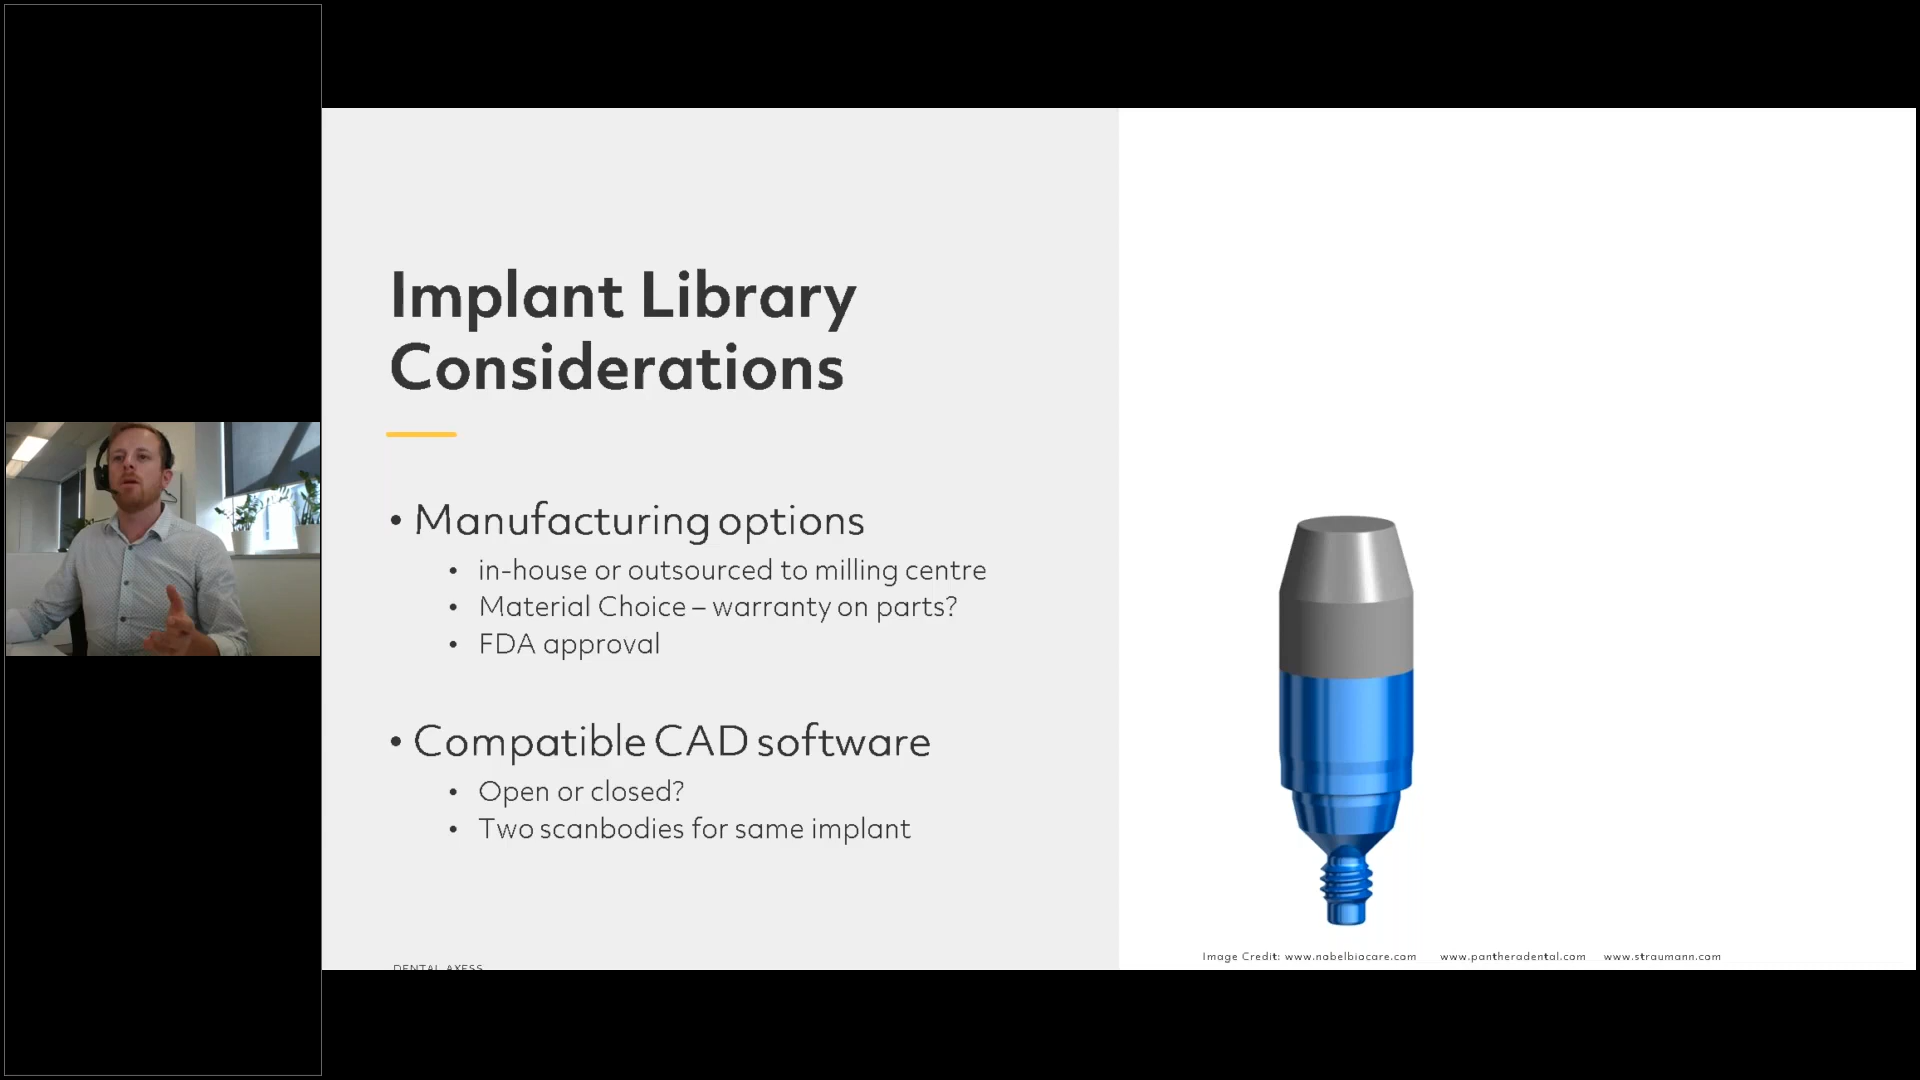 Implant Library
Considerations
• Manufacturing options
• in-house or outsourced to milling centre
• Material Choice – warranty on parts?
• FDA approval
• Compatible CAD software
• Open or closed?
• Two scanbodies for same implant
DENTAL AXESS
Image Credit: www.nobelbiocare.com www.pantheradental.com www.straumann.com